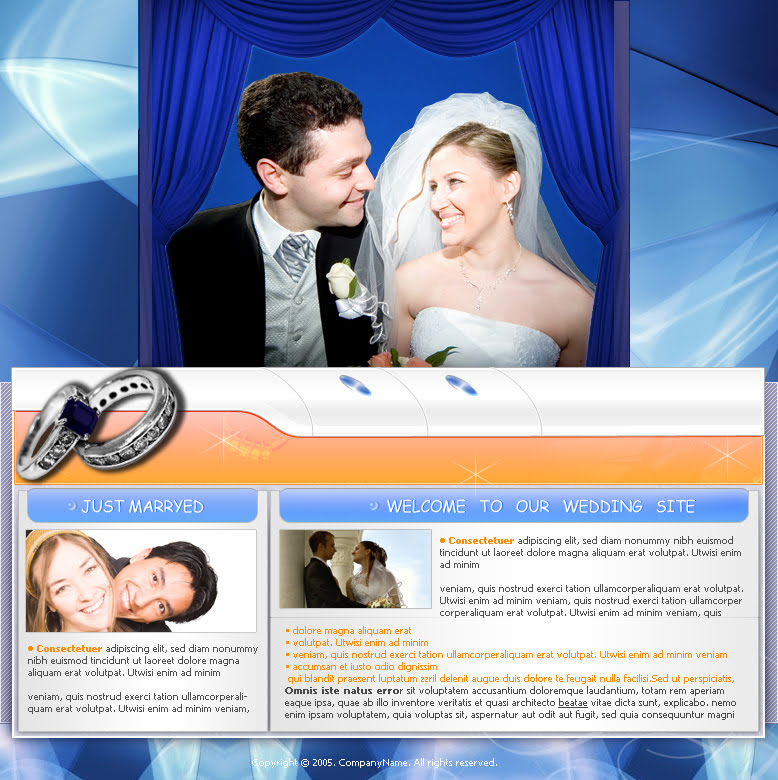 JUST MARRYED
Consectetuer adipiscing elit, sed diam nonummy
nibh euismod tincidunt ut laoreet dolore magna
aliquam erat volutpat. Utwisi enim ad minim
veniam, quis nostrud exerci tation ullamcorperali-
quam erat volutpat. Utwisi enim ad minim veniam,
WELCOME TO OUR WEDDING SITE
Consectetuer adipiscing elit, sed diam nonummy nibh euismod
tincidunt ut laoreet dolore magna aliquam erat volutpat. Utwisi enim
ad minim
veniam, quis nostrud exerci tation ullamcorperaliquam erat volutpat.
Utwisi enim ad minim veniam, quis nostrud exerci tation ullamcorper
corperaliquam erat volutpat. Utwisi enim ad minim veniam, quis
• dolore magna aliquam erat
• volutpat. Utwisi enim ad minim
• veniam, quis nostrud exerci tation ullamcorperaliquam erat volutpat. Utwisi enim ad minim veniam
• accumsan et iusto odio dignissim
qui blandit praesent luptatum zzril delenit augue duis dolore te feugait nulla facilisi.Sed ut perspiciatis,
Omnis iste natus error sit voluptatem accusantium doloremque laudantium, totam rem aperiam
eaque ipsa, quae ab illo inventore veritatis et quasi architecto beatae vitae dicta sunt, explicabo. nemo
enim ipsam voluptatem, quia voluptas sit, aspernatur aut odit aut fugit, sed quia consequuntur magni
Copyright © 2005. CompanyName. All rights reserved.